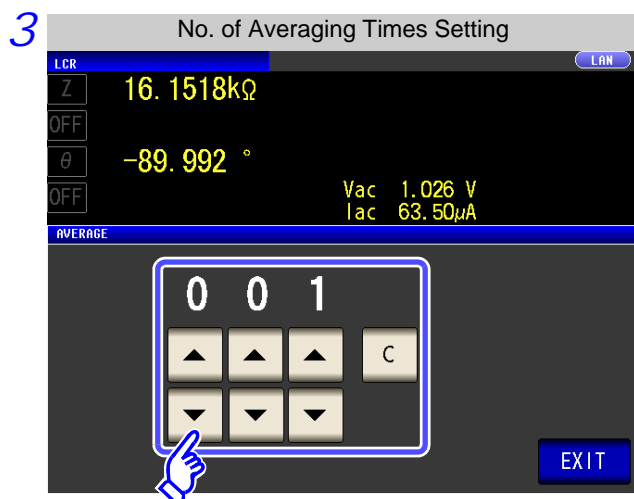 3
No. of Averaging Times Setting
LCR
LAN
Z 16.1518kΩ
OFF
θ -89.992 °
OFF
Vac 1.026 V
Iac 63.50μA
AVERAGE
0 0 1
C
EXIT